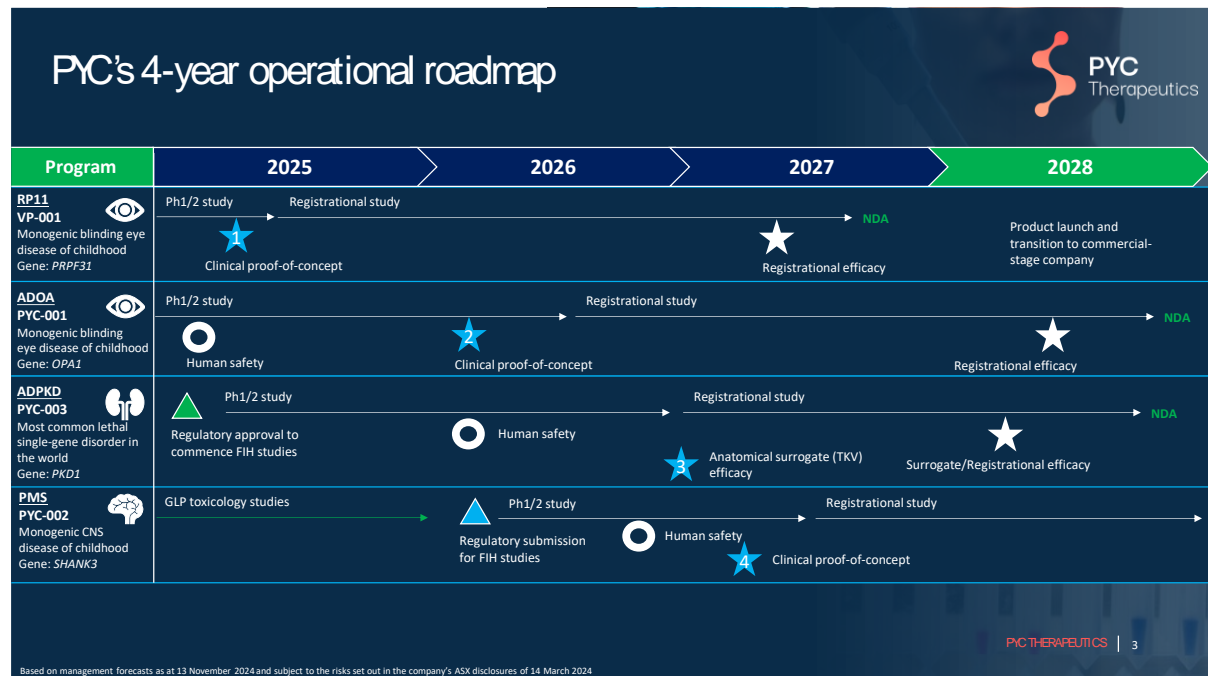 PYC's 4-year operational roadmap
PYC
Therapeutics
Program
2025
2026
2027
2028
RP11
VP-001
Monogenic blinding eye
disease of childhood
Gene: PRPF31
Ph1/2 study
Registrational study
NDA
1
Clinical proof-of-concept
Registrational efficacy
Product launch and
transition to commercial-
stage company
ADOA
PYC-001
Monogenic blinding
eye disease of childhood
Gene: OPA1
Ph1/2 study
Registrational study
NDA
Human safety
2
Clinical proof-of-concept
Registrational efficacy
ADPKD
PYC-003
Most common lethal
single-gene disorder in
the world
Gene: PKD1
Ph1/2 study
Registrational study
NDA
Regulatory approval to
commence FIH studies
Human safety
3
Anatomical surrogate (TKV)
efficacy
Surrogate/Registrational efficacy
PMS
PYC-002
Monogenic CNS
disease of childhood
Gene: SHANK3
GLP toxicology studies
Ph1/2 study
Registrational study
Regulatory submission
for FIH studies
Human safety
4
Clinical proof-of-concept
PYC THERAPEUTICS | 3
Based on management forecasts as at 13 November 2024 and subject to the risks set out in the company's ASX disclosures of 14 March 2024